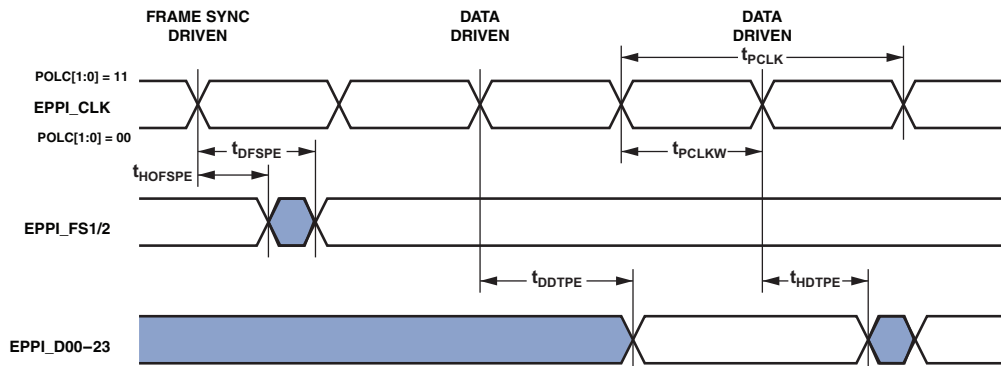 FRAME SYNC
DRIVEN
DATA
DRIVEN
DATA
DRIVEN
tPCLK
POLC[1:0] = 11
EPPI_CLK
POLC[1:0] = 00
tDFSPE
tPCLKW
tHOFSPE
EPPI_FS1/2
tDDTPE
tHDTPE
EPPI_D00–23